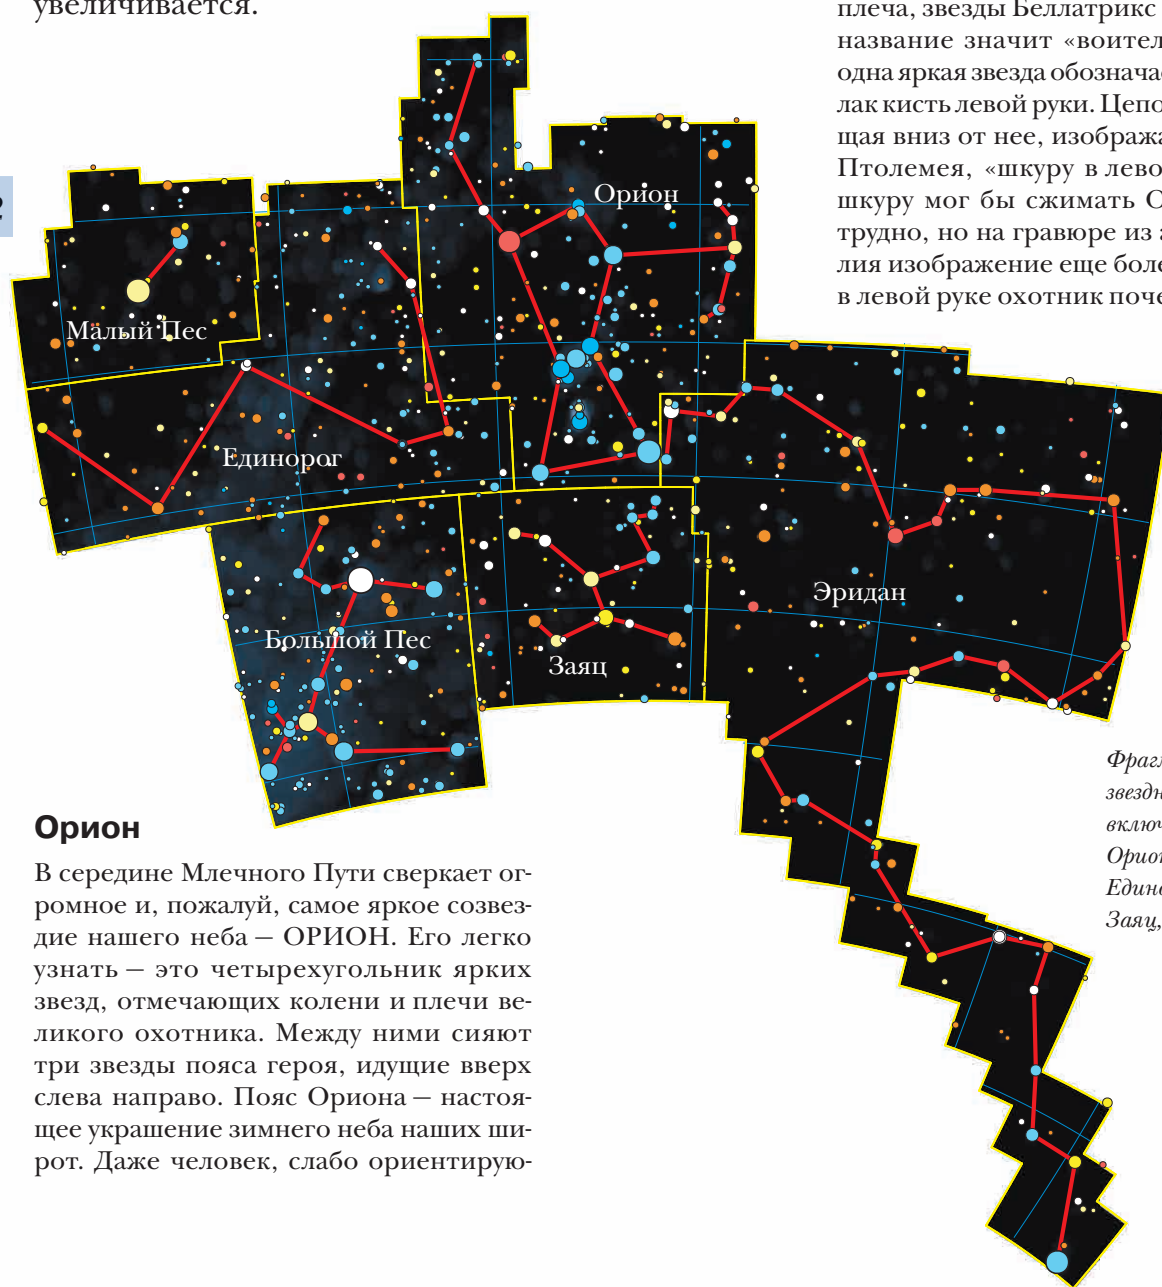 увеличивается.
плеча, звезды Беллатрикс
название значит «воител
одна яркая звезда обознача
лак кисть левой руки. Цепо
щая вниз от нее, изобража
Птолемея, «шкуру в лево
шкуру мог бы сжимать О
трудно, но на гравюре из а
лия изображение еще боле
в левой руке охотник поче
2
Орион
Малый Пес
Единорог
Эридан
Большой Пес
Заяц
Фрагм
звездн
включ
Орион
Едино
Заяц,
Орион
В середине Млечного Пути сверкает ог-
ромное и, пожалуй, самое яркое созвез-
дие нашего неба – ОРИОН. Его легко
узнать – это четырехугольник ярких
звезд, отмечающих колени и плечи ве-
ликого охотника. Между ними сияют
три звезды пояса героя, идущие вверх
слева направо. Пояс Ориона – настоя-
щее украшение зимнего неба наших ши-
рот. Даже человек, слабо ориентирую-